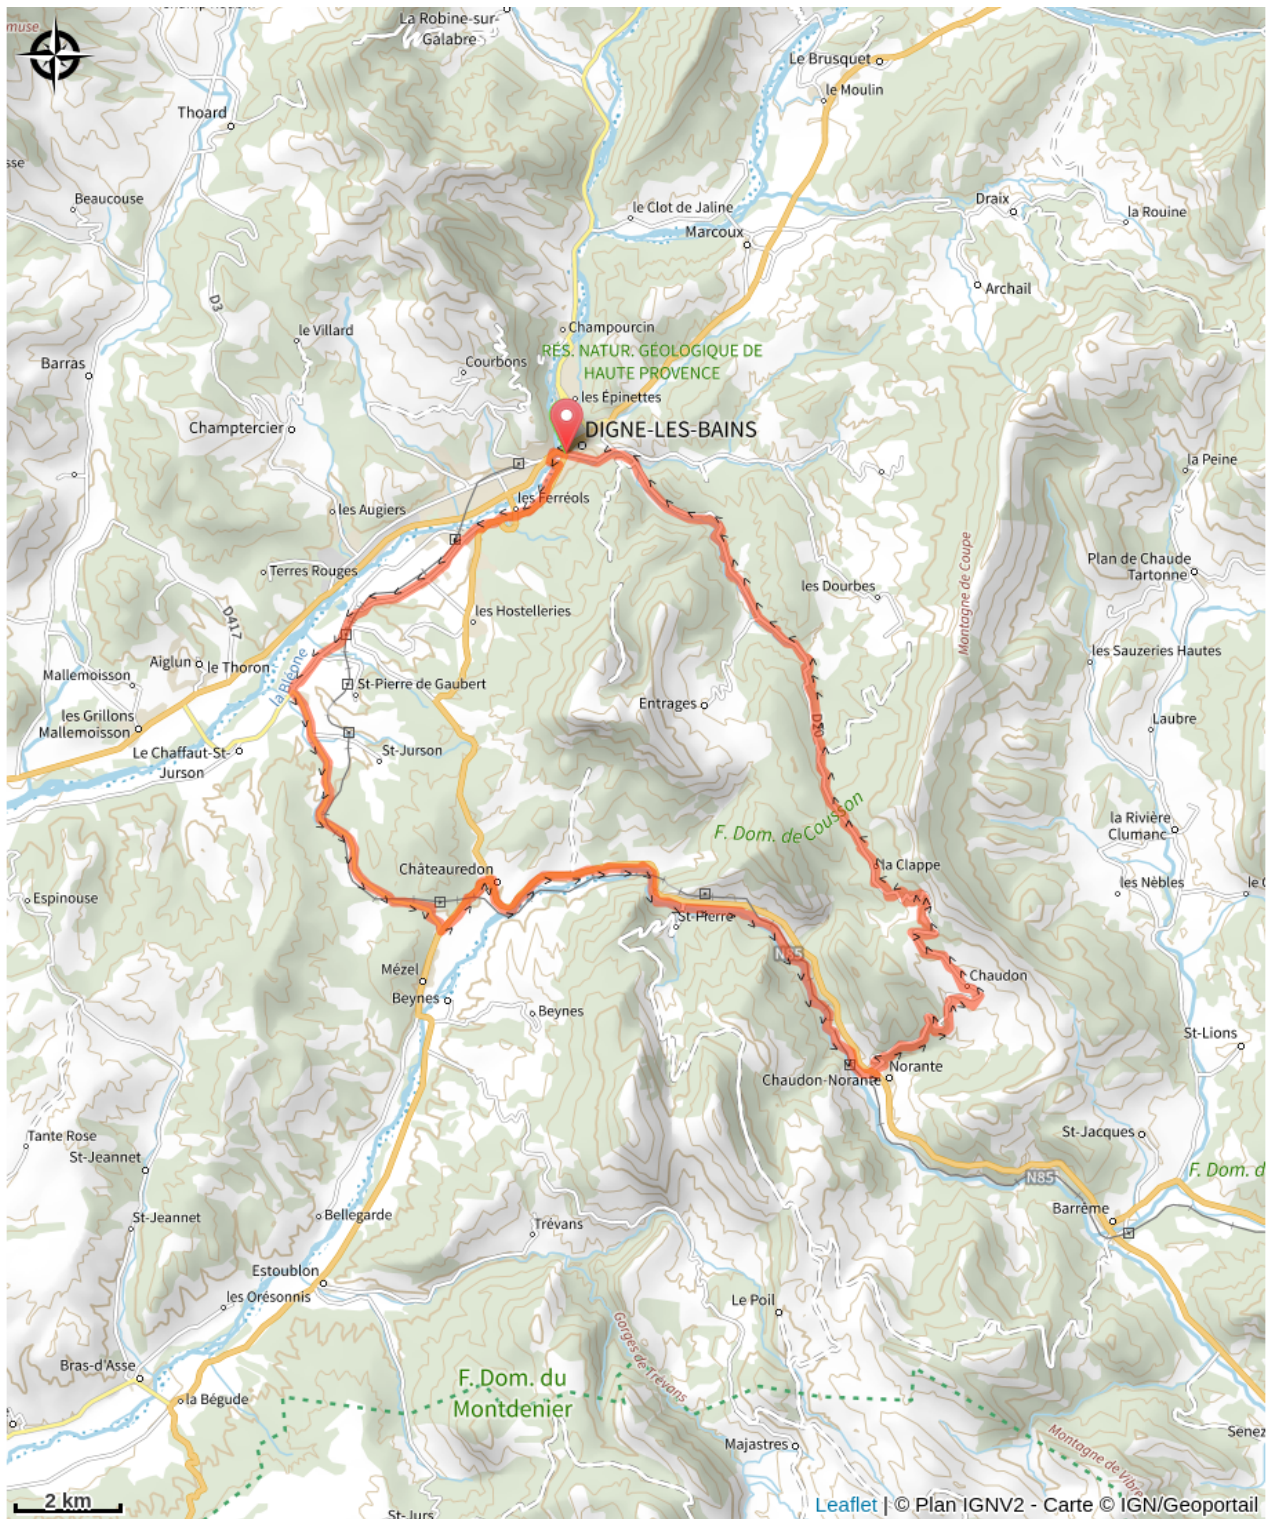 La Robine-sur-
Galabre
muse
Le Brusquet
le Moulin
Thoard
sse
Beaucouse
le Clot de Jaline
Marcoux
Draix
la Rouine
Archail
D3
le Villard
Champourcin
Courbons
RÉS. NATUR. GÉOLOGIQUE DE
HAUTE PROVENCE
Barras
les Épinettes
Champtercier
DIGNE-LES-BAINS
la Peine
les Ferréols
les Augiers
Plan de Chaude
Tartonne
Terres Rouges
les Dourbes
Montagne de Coupe
D417
les Hostelleries
les Sauzeries Hautes
Aiglun
le Thoron
la Bléone
Mallemoisson
St-Pierre de Gaubert
Entrages
les Grillons
Mallemoisson
D20
Laubre
Le Chaffaut-St-
Jurson
St-Jurson
F. Dom. de Cousson
la Rivière
Clumanc
Châteauredon
la Clappe
les Nèbles
le C
Espinouse
St-Pierre
N85
Mézel
Chaudon
Beynes
Beynes
St-Lions
Norante
Chaudon-Norante
Tante Rose
St-Jeannet
St-Jacques
N85
F. Dom. d
St-Jeannet
Bellegarde
Trévans
Barrême
Estoublon
les Orésonnis
Le Poil
Gorges de Trévans
Bras-d'Asse
F. Dom. du
Montdenier
la Bégude
Senez
Majastres
Montagne de Vibre
2 km
St-Jurs
Leaflet | © Plan IGNV2 - Carte © IGN/Geoportail